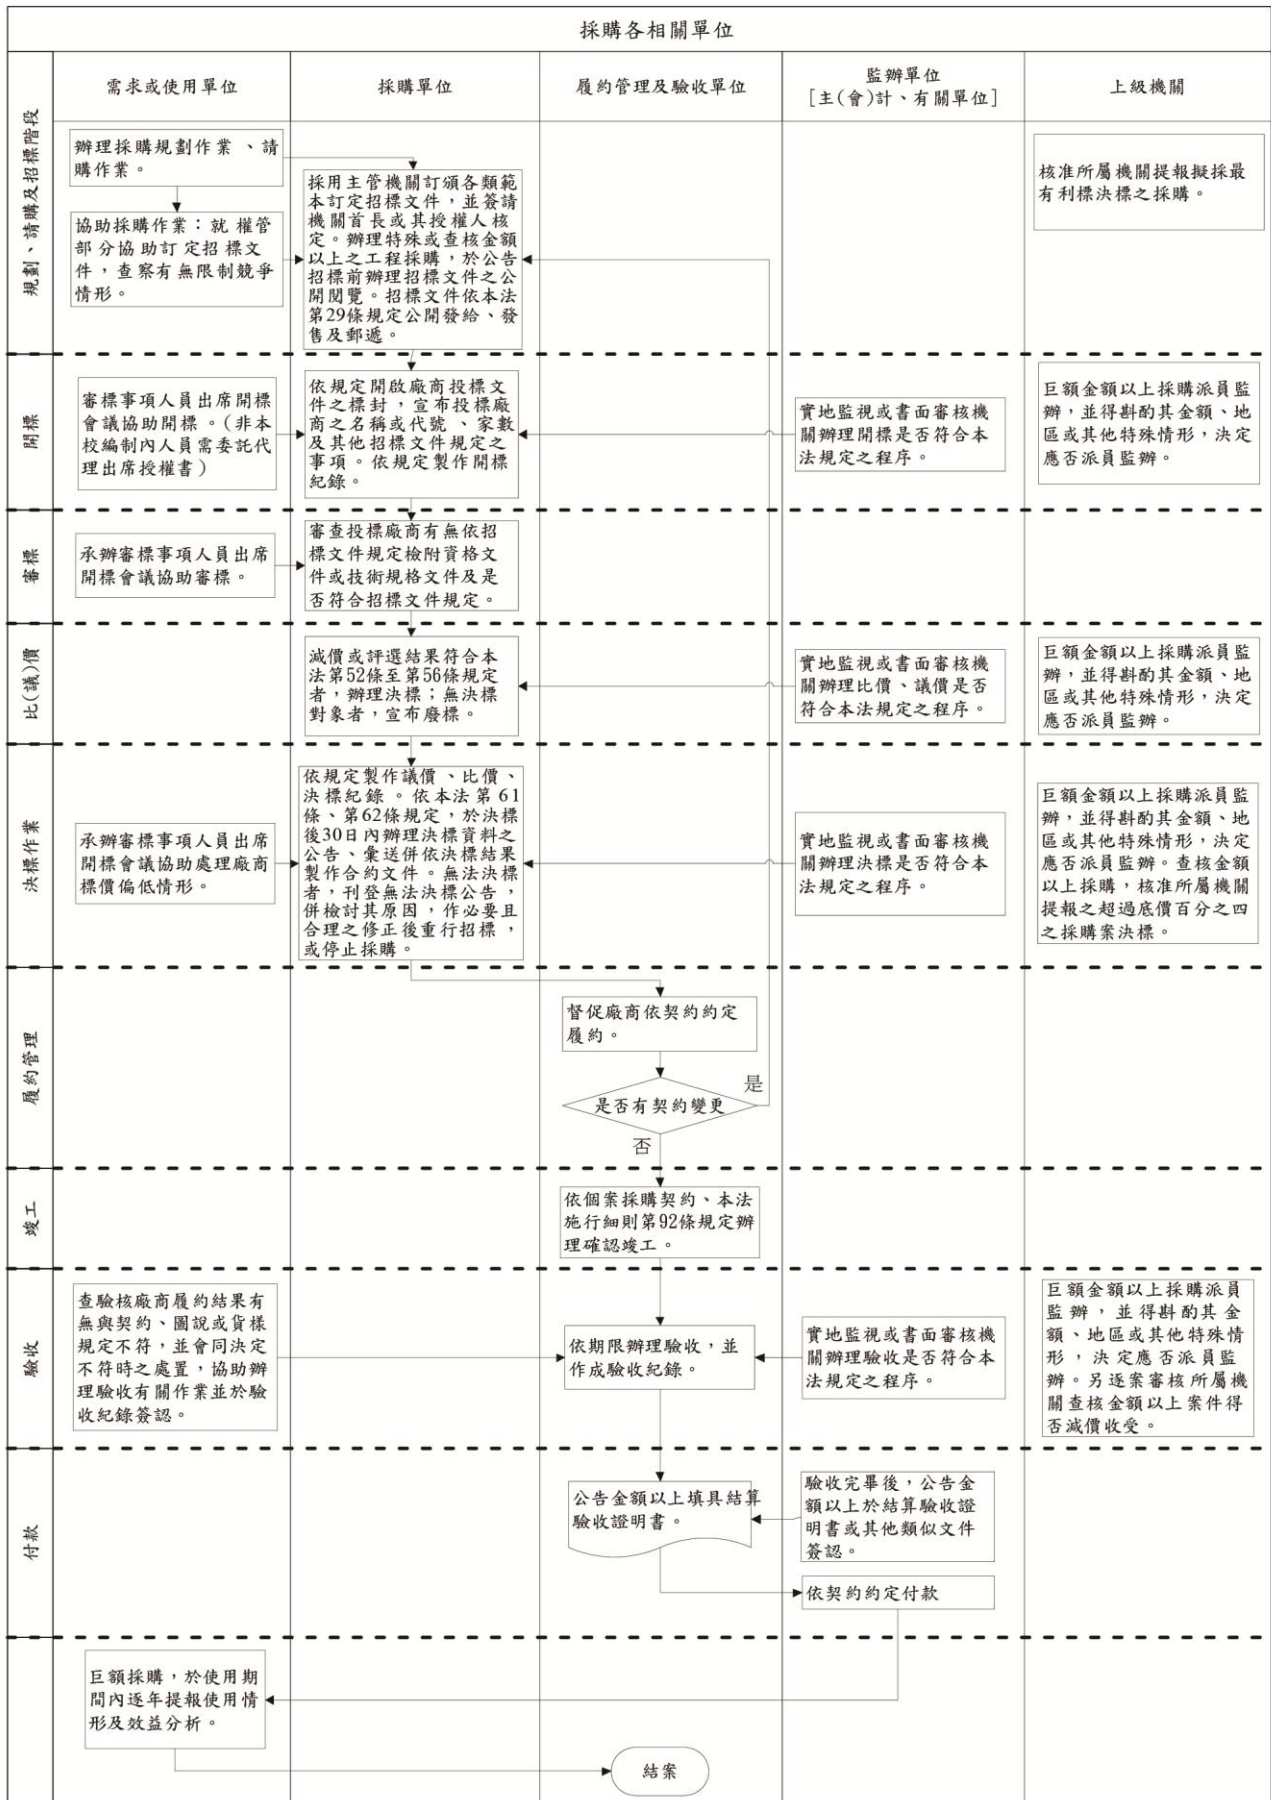 採購各相關單位
需求或使用單位
採購單位
履約管理及驗收單位
監辦單位
[主(會)計、有關單位]
上級機關
規劃、請購及招標階段
辦理採購規劃作業、請
購作業。
協助採購作業：就權管
部分協助訂定招標文
件，查察有無限制競爭
情形。
採用主管機關訂頒各類範
本訂定招標文件，並簽請
機關首長或其授權人核
定。辦理特殊或查核金額
以上之工程採購，於公告
招標前辦理招標文件之公
開閱覽。招標文件依本法
第29條規定公開發給、發
售及郵遞。
核准所屬機關提報擬採最
有利標決標之採購。
開標
審標事項人員出席開標
會議協助開標。(非本
校編制內人員需委託代
理出席授權書)
依規定開啟廠商投標文
件之標封，宣布投標廠
商之名稱或代號、家數
及其他招標文件規定之
事項。依規定製作開標
紀錄。
實地監視或書面審核機
關辦理開標是否符合本
法規定之程序。
巨額金額以上採購派員監
辦，並得斟酌其金額、地
區或其他特殊情形，決定
應否派員監辦。
審標
承辦審標事項人員出席
開標會議協助審標。
審查投標廠商有無依招
標文件規定檢附資格文
件或技術規格文件及是
否符合招標文件規定。
比(議)價
減價或評選結果符合本
法第52條至第56條規定
者，辦理決標；無決標
對象者，宣布廢標。
實地監視或書面審核機
關辦理比價、議價是否
符合本法規定之程序。
巨額金額以上採購派員監
辦，並得斟酌其金額、地
區或其他特殊情形，決定
應否派員監辦。
決標作業
承辦審標事項人員出席
開標會議協助處理廠商
標價偏低情形。
依規定製作議價、比價、
決標紀錄。依本法第61
條、第62條規定，於決標
後30日內辦理決標資料之
公告、彙送併依決標結果
製作合約文件。無法決標
者，刊登無法決標公告，
併檢討其原因，作必要且
合理之修正後重行招標，
或停止採購。
實地監視或書面審核機
關辦理決標是否符合本
法規定之程序。
巨額金額以上採購派員監
辦，並得斟酌其金額、地
區或其他特殊情形，決定
應否派員監辦。查核金額
以上採購，核准所屬機關
提報之超過底價百分之四
之採購案決標。
履約管理
督促廠商依契約約定
履約。
是否有契約變更
是
否
竣工
依個案採購契約、本法
施行細則第92條規定辦
理確認竣工。
驗收
查驗核廠商履約結果有
無與契約、圖說或貨樣
規定不符，並會同決定
不符時之處置，協助辦
理驗收有關作業並於驗
收紀錄簽認。
依期限辦理驗收，並
作成驗收紀錄。
實地監視或書面審核機
關辦理驗收是否符合本
法規定之程序。
巨額金額以上採購派員
監辦，並得斟酌其金
額、地區或其他特殊情
形，決定應否派員監
辦。另逐案審核所屬機
關查核金額以上案件得
否減價收受。
付款
公告金額以上填具結算
驗收證明書。
驗收完畢後，公告金
額以上於結算驗收證
明書或其他類似文件
簽認。
依契約約定付款
巨額採購，於使用期
間內逐年提報使用情
形及效益分析。
結案